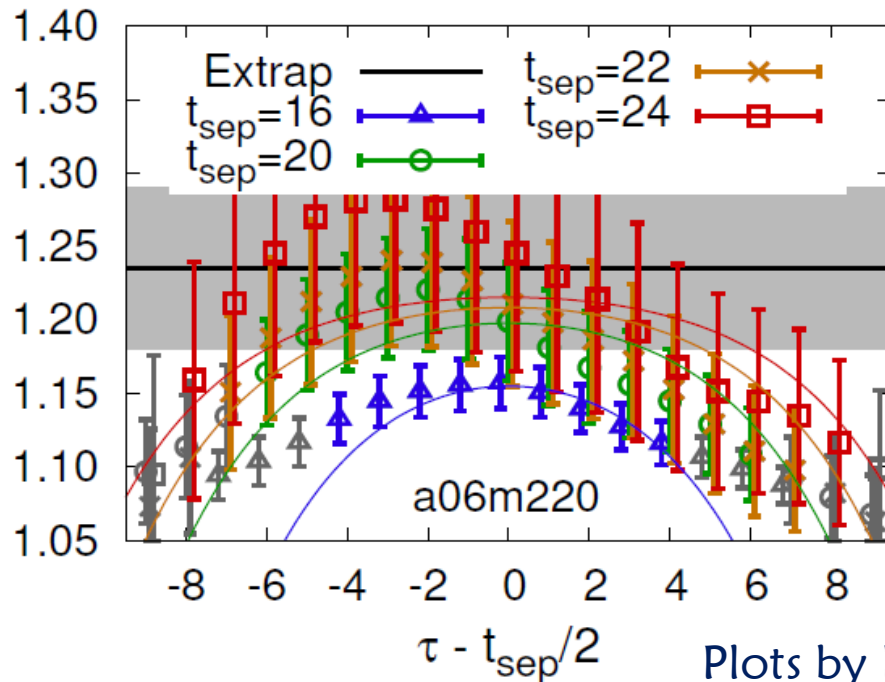 1.40
1.35
1.30
1.25
1.20
1.15
1.10
1.05
Extrap
t_sep=16
t_sep=20
t_sep=22
t_sep=24
a06m220
-8 -6 -4 -2 0 2 4 6 8
τ - t_sep/2
Plots by